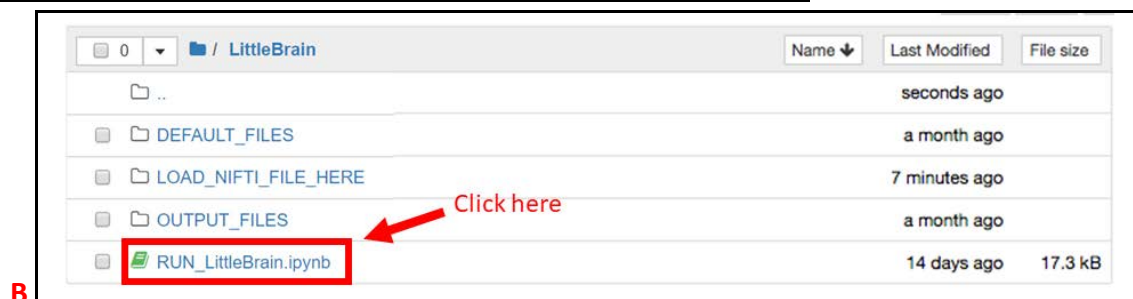 0 / LittleBrain Name Last Modified File size
.. seconds ago
DEFAULT_FILES a month ago
LOAD_NIFTI_FILE_HERE 7 minutes ago
Click here
OUTPUT_FILES a month ago
RUN_LittleBrain.ipynb 14 days ago 17.3 kB
B